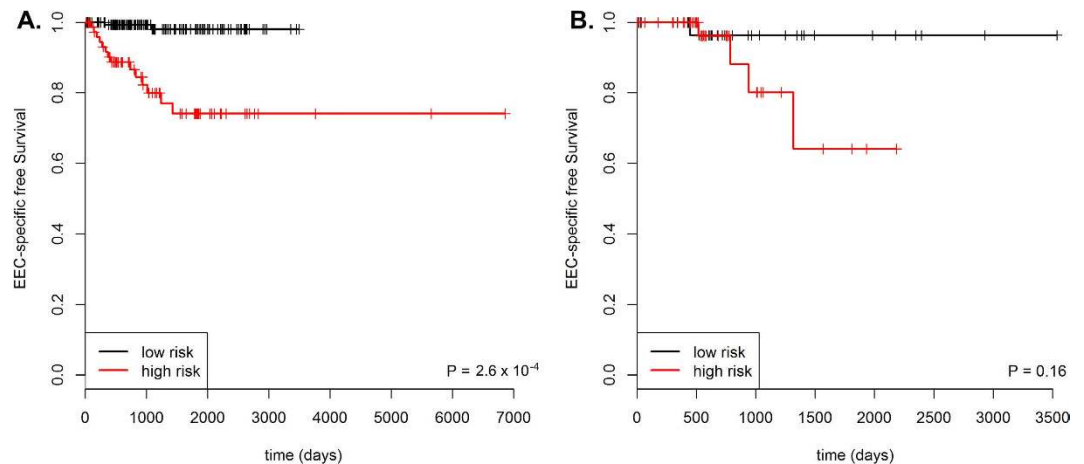 A.
EEC-specific free Survival
1.0
0.8
0.6
0.4
0.2
0.0
low risk
high risk
P = 2.6 x 10⁻⁴
0 1000 2000 3000 4000 5000 6000 7000
time (days)
B.
EEC-specific free Survival
1.0
0.8
0.6
0.4
0.2
0.0
low risk
high risk
P = 0.16
0 500 1000 1500 2000 2500 3000 3500
time (days)